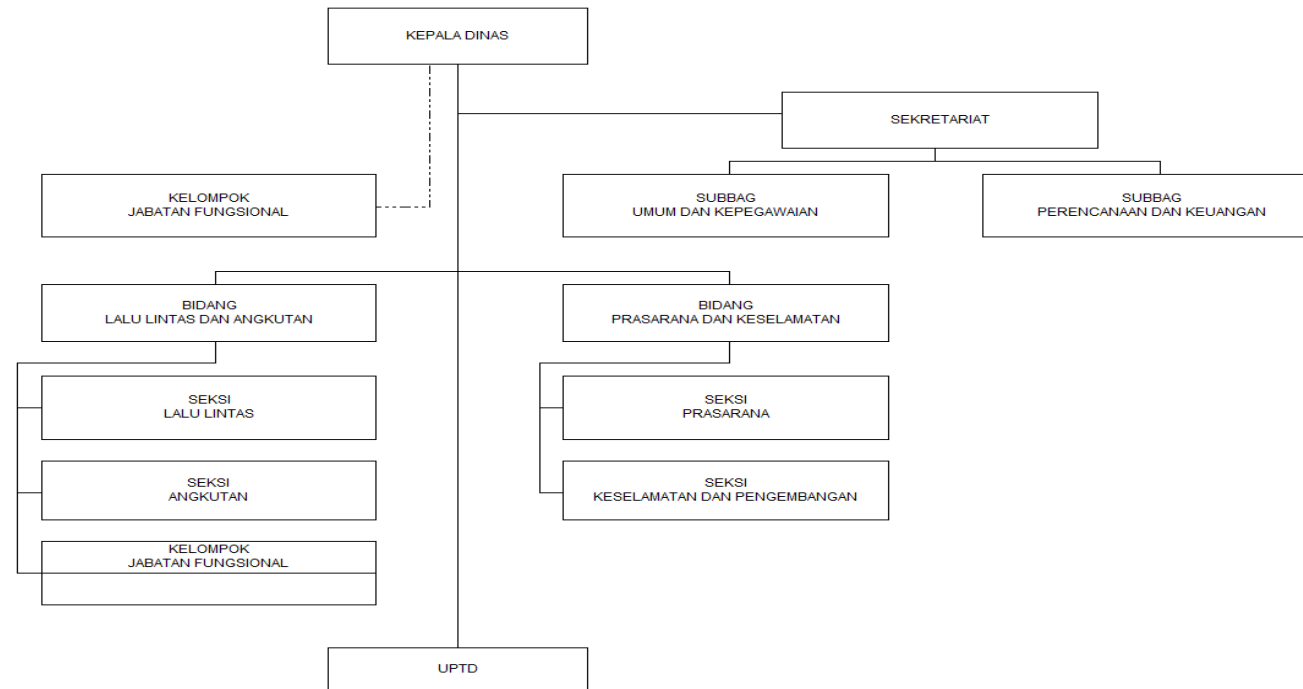 KEPALA DINAS
SEKRETARIAT
KELOMPOK
JABATAN FUNGSIONAL
SUBBAG
UMUM DAN KEPEGAWAIAN
SUBBAG
PERENCANAAN DAN KEUANGAN
BIDANG
LALU LINTAS DAN ANGKUTAN
BIDANG
PRASARANA DAN KESELAMATAN
SEKSI
LALU LINTAS
SEKSI
PRASARANA
SEKSI
ANGKUTAN
SEKSI
KESELAMATAN DAN PENGEMBANGAN
KELOMPOK
JABATAN FUNGSIONAL
UPTD